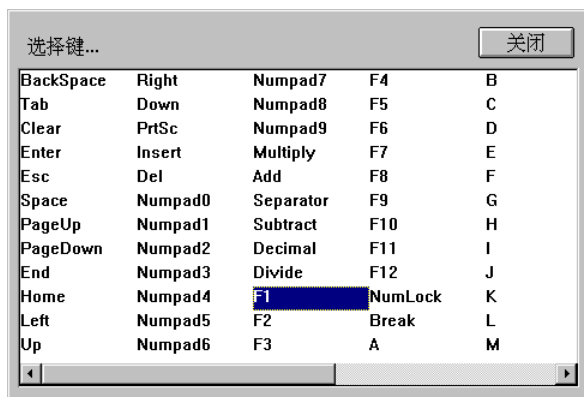 选择键...
关闭
BackSpace Right Numpad7 F4 B
Tab Down Numpad8 F5 C
Clear PrtSc Numpad9 F6 D
Enter Insert Multiply F7 E
Esc Del Add F8 F
Space Numpad0 Separator F9 G
PageUp Numpad1 Subtract F10 H
PageDown Numpad2 Decimal F11 I
End Numpad3 Divide F12 J
Home Numpad4 F1 NumLock K
Left Numpad5 F2 Break L
Up Numpad6 F3 A M